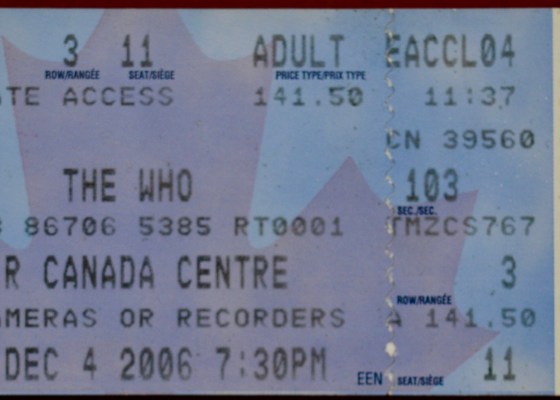 3 11 ADULT EACCL04
ROW/RANGÉE SEAT/SIÈGE PRICE TYPE/PRIX TYPE
TE ACCESS 141.50 11:37
CN 39560
THE WHO 103
SEC./SEC.
86706 5385 RT0001 TMZCS767
R CANADA CENTRE 3
ROW/RANGÉE
MERAS OR RECORDERS A 141.50
DEC 4 2006 7:30PM EEN SEAT/SIÈGE 11